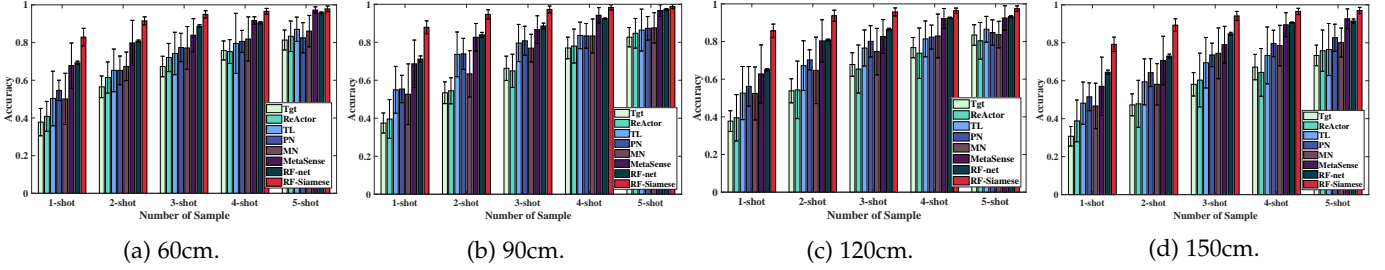 1
0.8
0.6
0.4
0.2
0
Accuracy
Tgt
ReActor
TL
PN
MN
MetaSense
RF-net
RF-Siamese
1-shot 2-shot 3-shot 4-shot 5-shot
Number of Sample
(a) 60cm.
1
0.8
0.6
0.4
0.2
0
Accuracy
Tgt
ReActor
TL
PN
MN
MetaSense
RF-net
RF-Siamese
1-shot 2-shot 3-shot 4-shot 5-shot
Number of Sample
(b) 90cm.
1
0.8
0.6
0.4
0.2
0
Accuracy
Tgt
ReActor
TL
PN
MN
MetaSense
RF-net
RF-Siamese
1-shot 2-shot 3-shot 4-shot 5-shot
Number of Sample
(c) 120cm.
1
0.8
0.6
0.4
0.2
0
Accuracy
Tgt
ReActor
TL
PN
MN
MetaSense
RF-net
RF-Siamese
1-shot 2-shot 3-shot 4-shot 5-shot
Number of Sample
(d) 150cm.